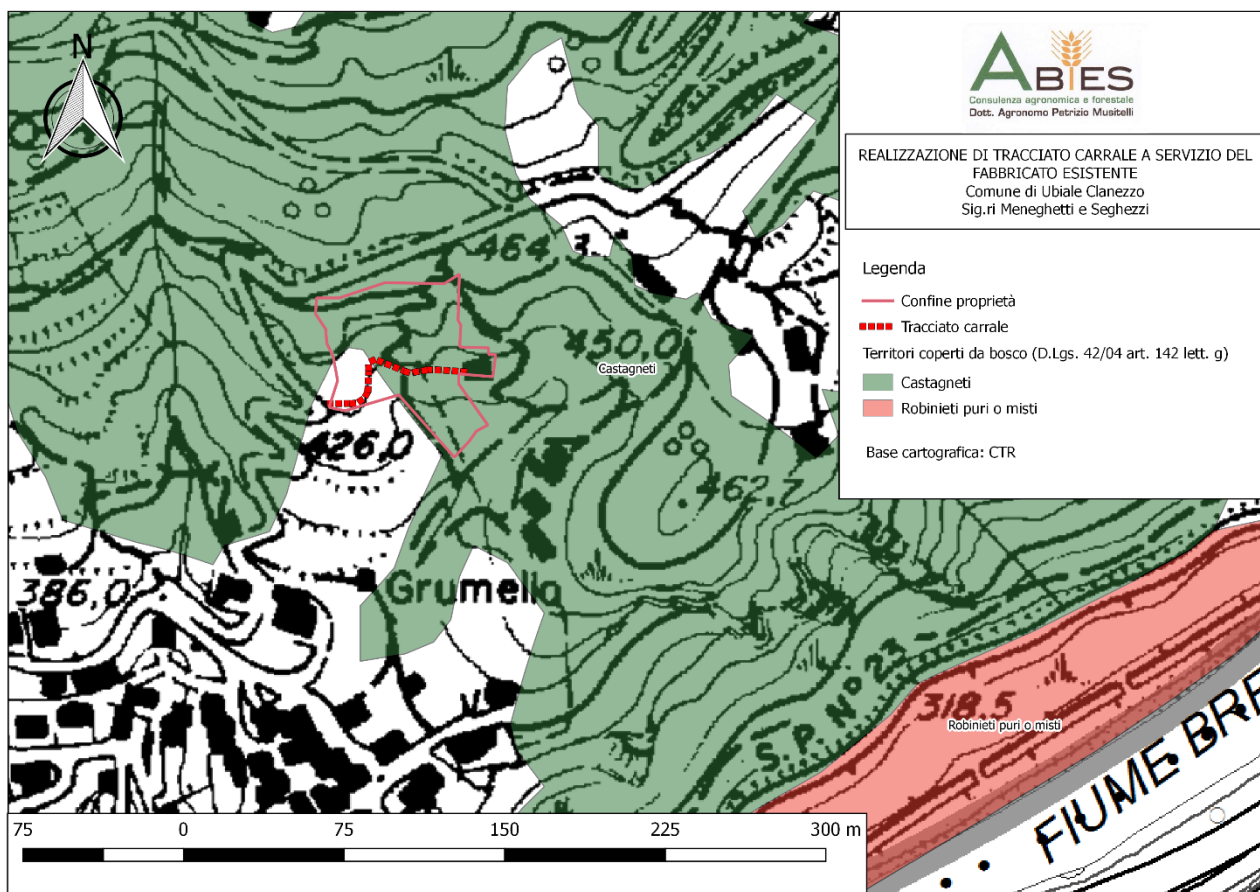 N
ABIES
Consulenza agronomica e forestale
Dott. Agronomo Patrizio Musitelli
REALIZZAZIONE DI TRACCIATO CARRALE A SERVIZIO DEL
FABBRICATO ESISTENTE
Comune di Ubiale Clanezzo
Sig.ri Meneghetti e Seghezzi
Legenda
Confine proprietà
Tracciato carrale
Territori coperti da bosco (D.Lgs. 42/04 art. 142 lett. g)
Castagneti
Robinieti puri o misti
Base cartografica: CTR
464
450,0
Castagneti
426,0
462,7
386,0
Grumello
S.P. N° 23
318,5
Robinieti puri o misti
FIUME BRE
75
0
75
150
225
300 m